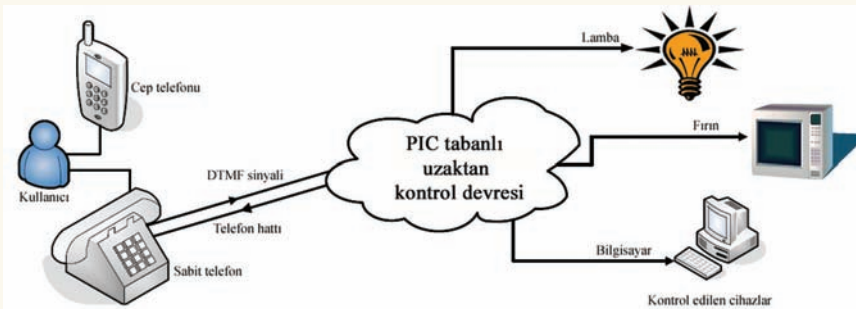 Lamba
Cep telefonu
PIC tabanlı
uzaktan
kontrol devresi
Fırın
DTMF sinyali
Kullanıcı
Telefon hattı
Bilgisayar
Sabit telefon
Kontrol edilen cihazlar